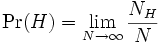 Pr(H) = lim_{N→∞} N_H / N